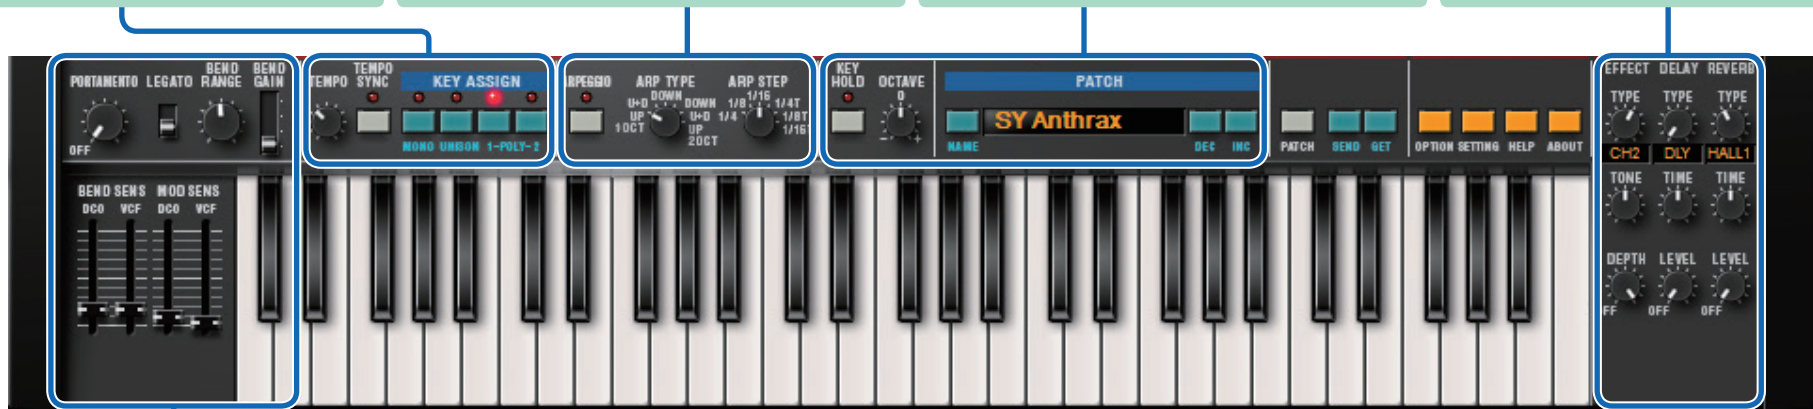 PORTAMENTO LEGATO BEND RANGE BEND GAIN
OFF
BEND SENS MOD SENS
DCO VCF DCO VCF
TEMPO TEMPO SYNC KEY ASSIGN
MONO UNISON 1-POLY-2
ARP TYPE
DOWN
U+D DOWN
UP U+D
1OCT UP
2OCT
ARP STEP
1/16
1/8 1/4T
1/4 1/8T
KEY HOLD OCTAVE
0
- +
PATCH
SY Anthrax
NAME DEC INC
PATCH SEND GET
OPTION SETTING HELP ABOUT
EFFECT DELAY REVERB
TYPE TYPE TYPE
CH2 DLY HALL1
TONE TIME TIME
DEPTH LEVEL LEVEL
OFF OFF